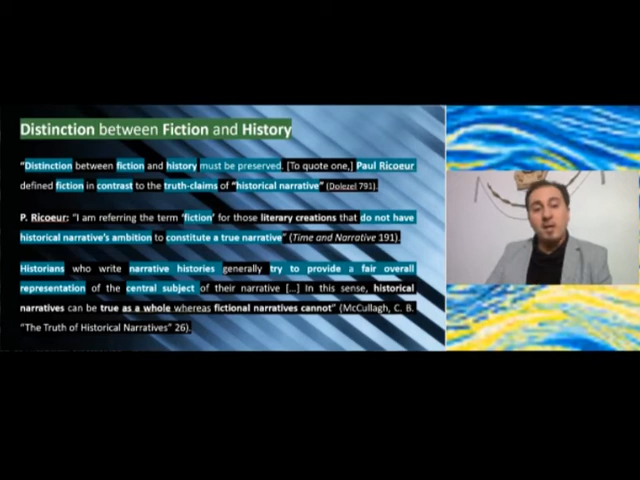 Distinction between Fiction and History
"Distinction between fiction and history must be preserved. [To quote one,] Paul Ricoeur
defined fiction in contrast to the truth-claims of "historical narrative" (Dolezel 791).
P. Ricoeur: "I am referring the term 'fiction' for those literary creations that do not have
historical narrative's ambition to constitute a true narrative" (Time and Narrative 191).
Historians who write narrative histories generally try to provide a fair overall
representation of the central subject of their narrative [...] In this sense, historical
narratives can be true as a whole whereas fictional narratives cannot" (McCullagh, C. B.
"The Truth of Historical Narratives" 26).